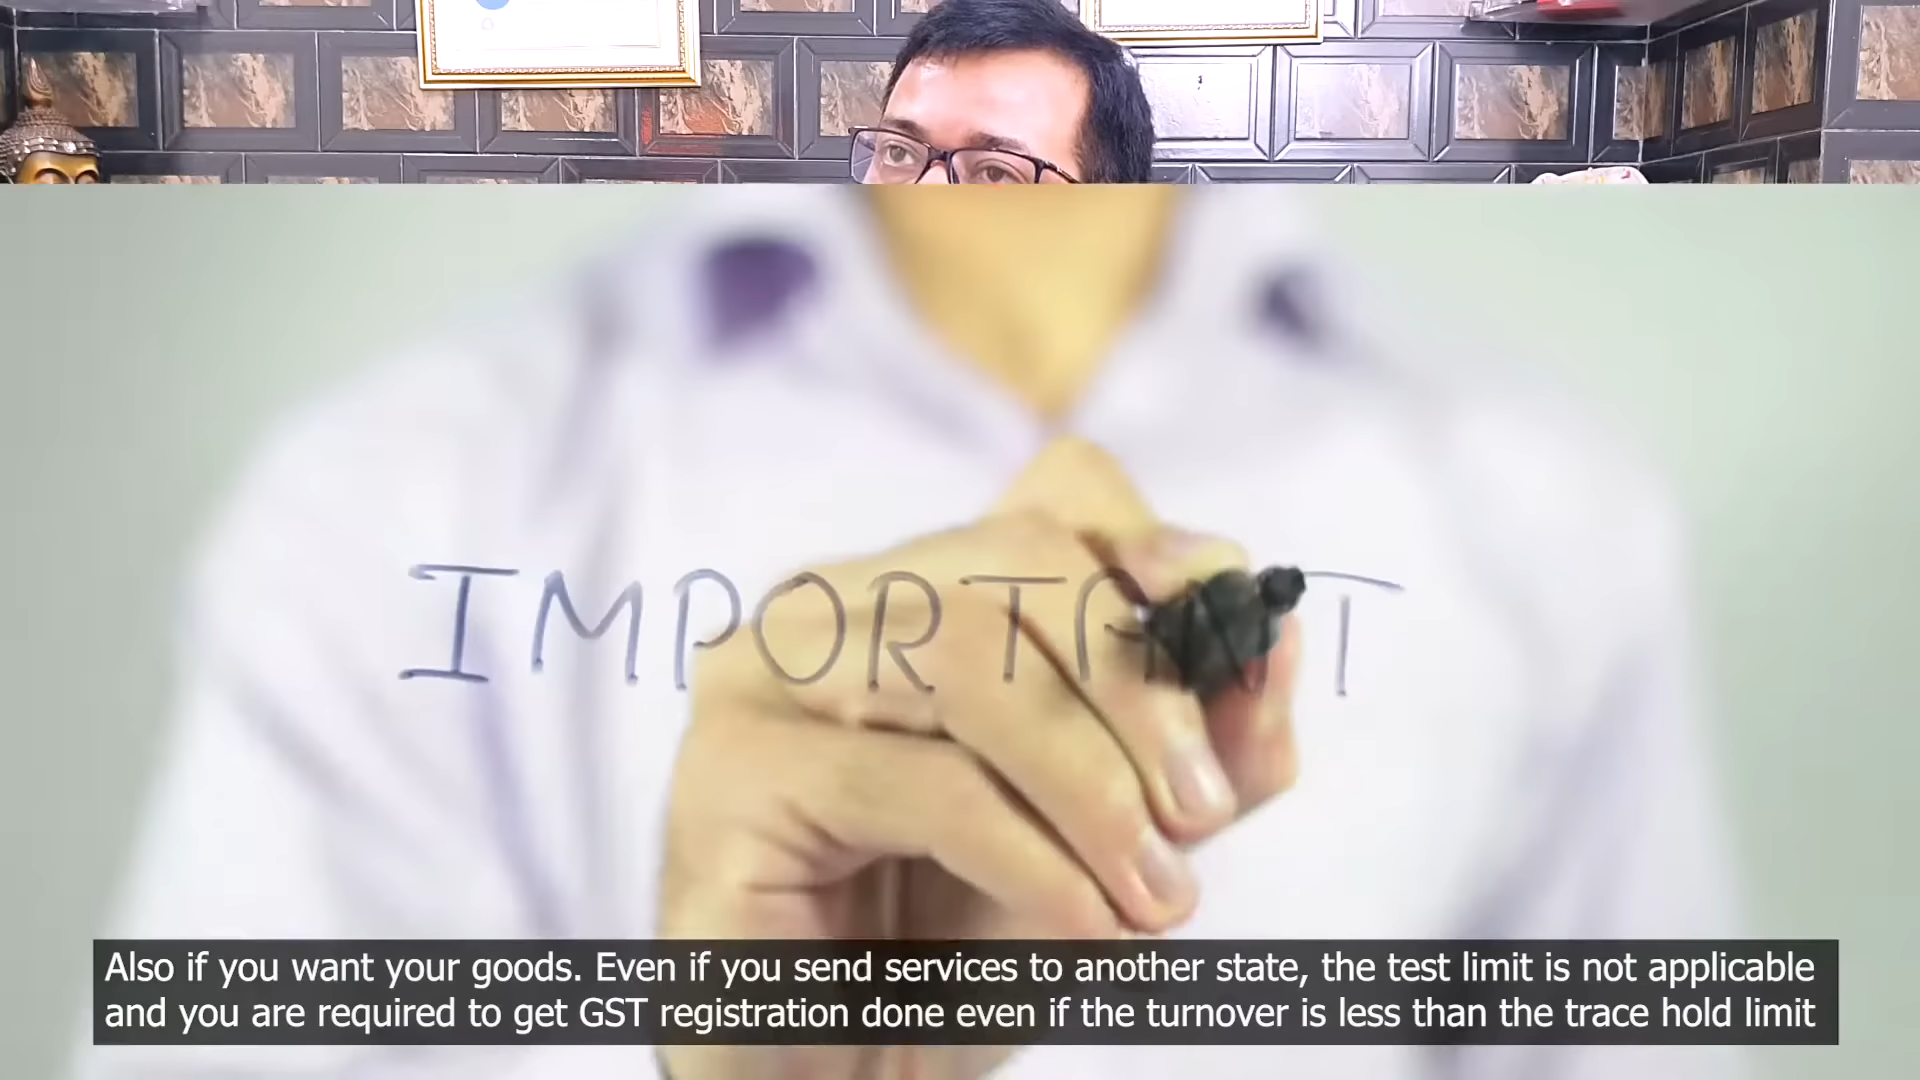 IMPORTANT
Also if you want your goods. Even if you send services to another state, the test limit is not applicable
and you are required to get GST registration done even if the turnover is less than the trace hold limit